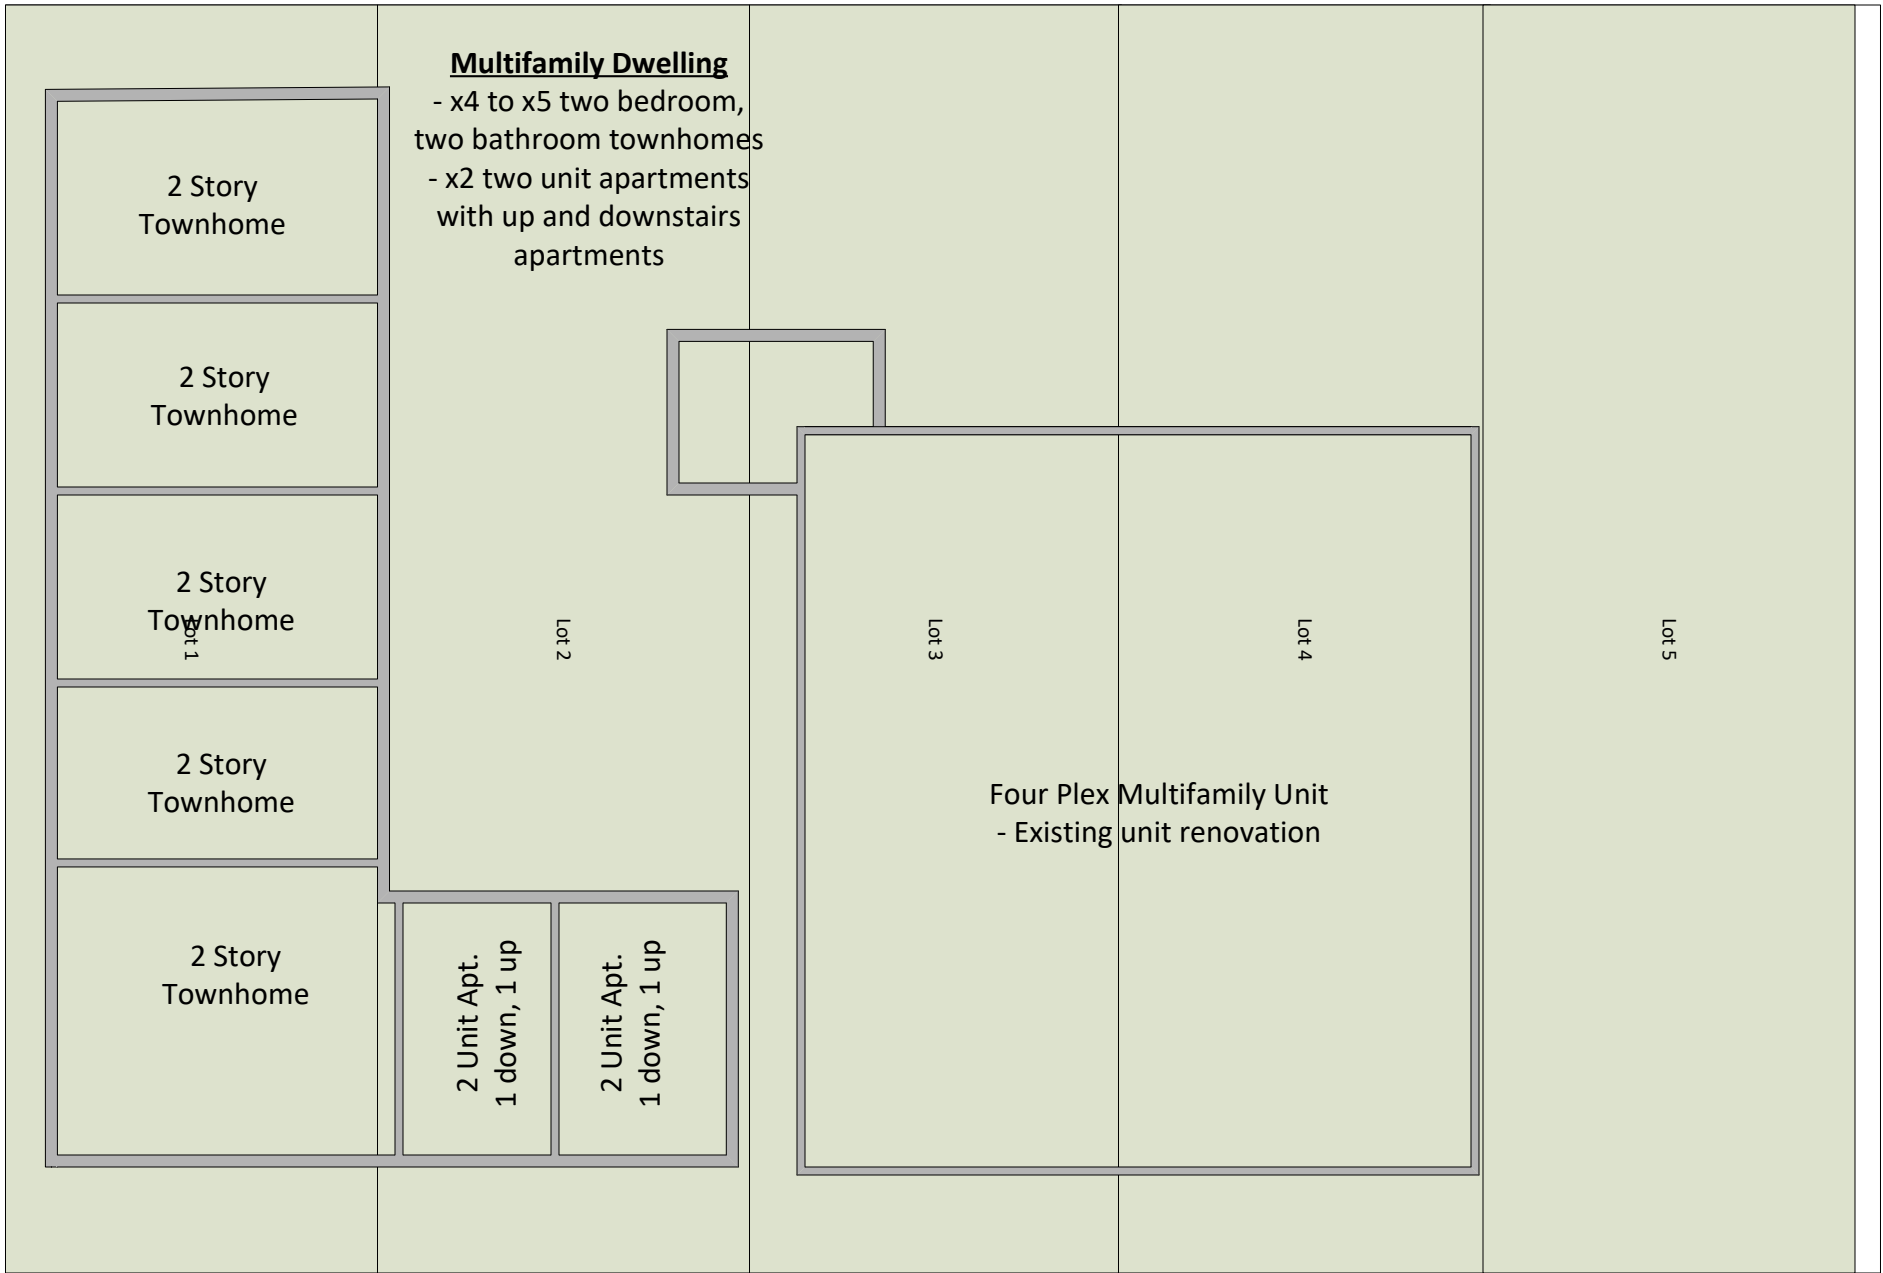 Multifamily Dwelling
- x4 to x5 two bedroom,
two bathroom townhomes
- x2 two unit apartments
with up and downstairs
apartments
2 Story
Townhome
2 Story
Townhome
2 Story
Townhome
Lot 1
2 Story
Townhome
2 Story
Townhome
2 Unit Apt.
1 down, 1 up
2 Unit Apt.
1 down, 1 up
Lot 2
Lot 3
Lot 4
Lot 5
Four Plex Multifamily Unit
- Existing unit renovation